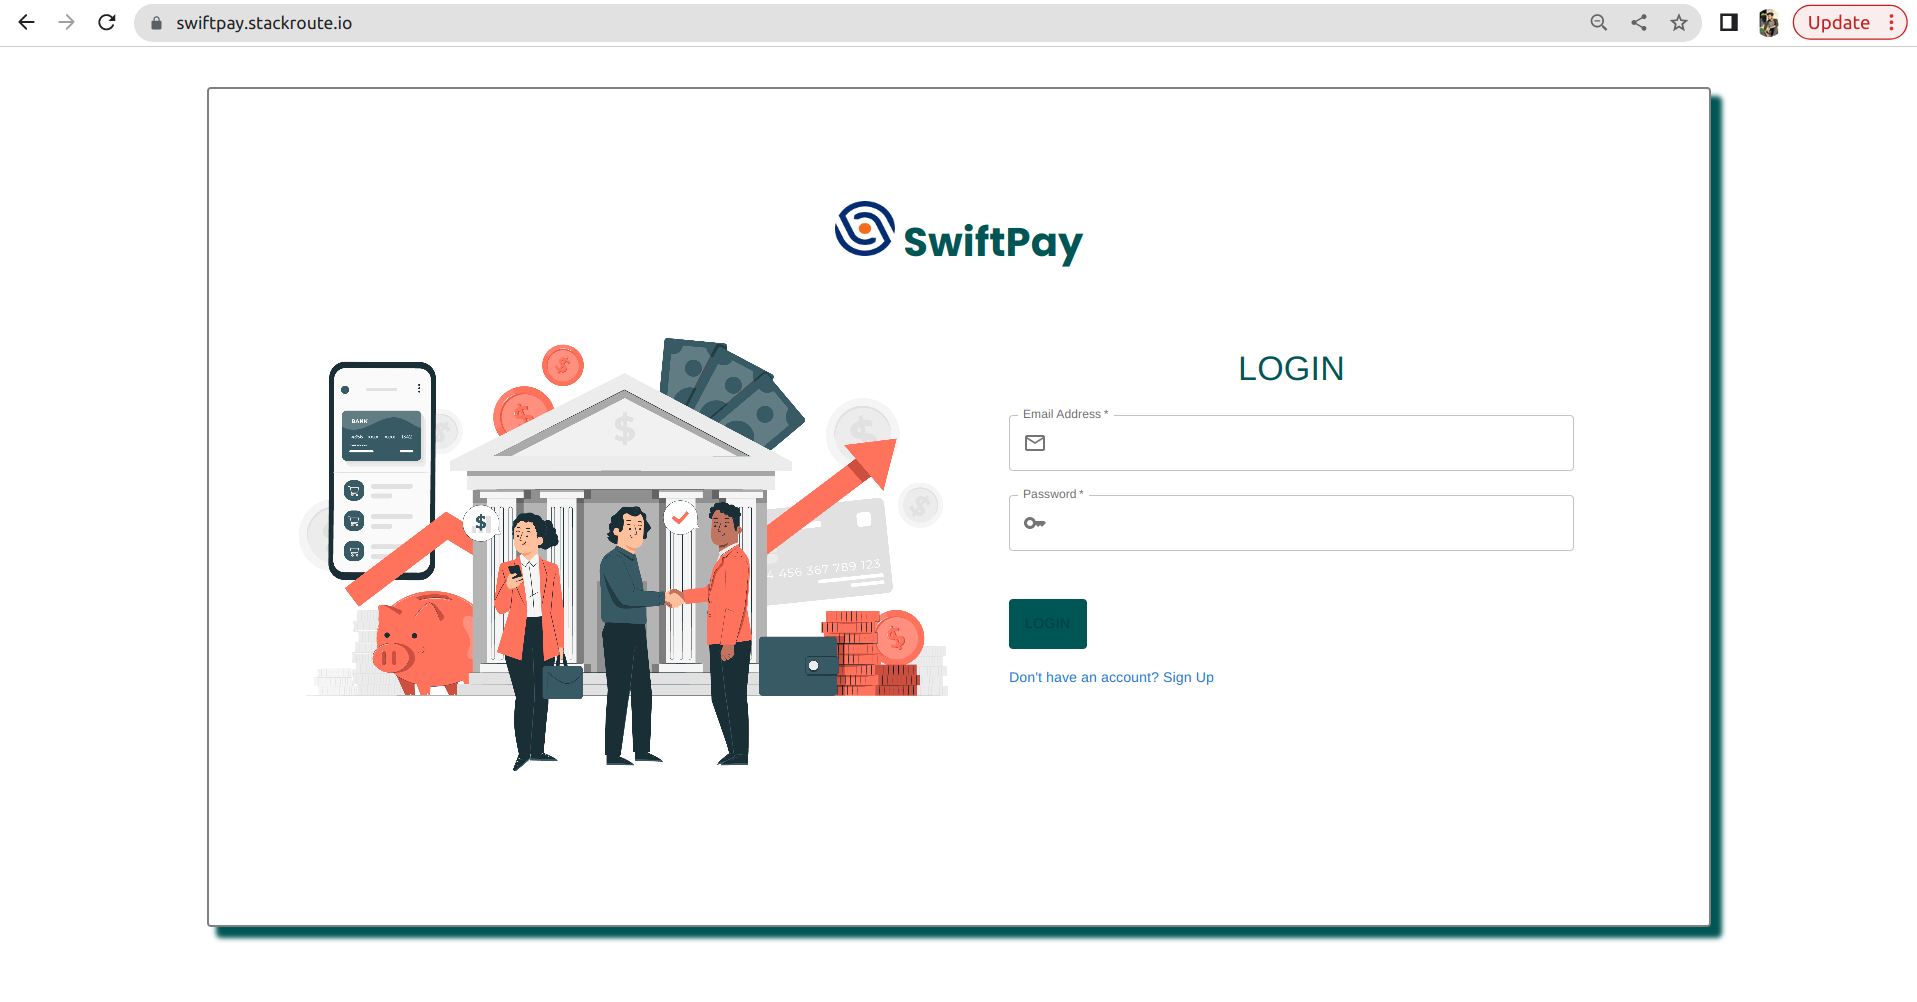 swiftpay.stackroute.io
Update
SwiftPay
LOGIN
Email Address *
Password *
LOGIN
Don't have an account? Sign Up
BANK
1342
$
$
$
$
$
$
$
456 367 789 123